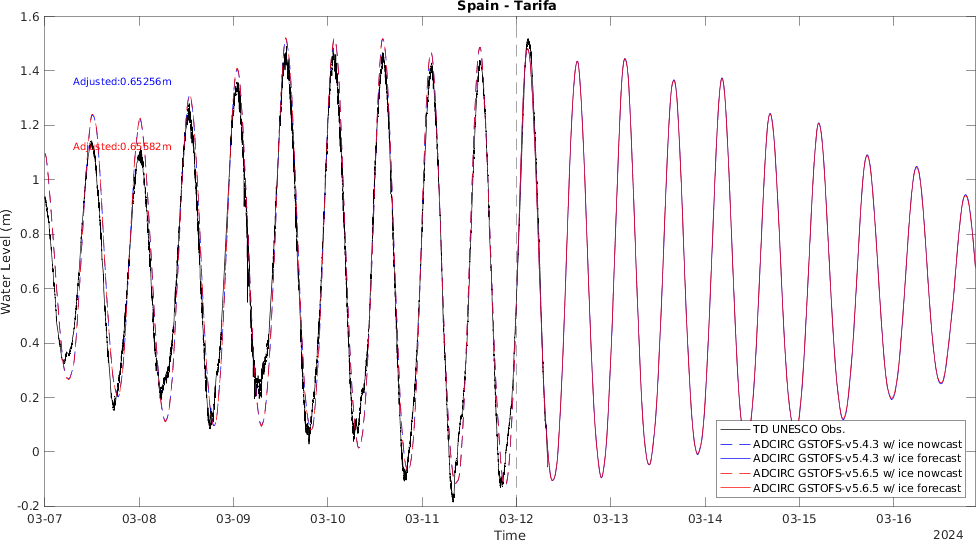 Spain - Tarifa
1.6
1.4
1.2
1
0.8
0.6
0.4
0.2
0
-0.2
Water Level (m)
Adjusted:0.65256m
Adjusted:0.65682m
TD UNESCO Obs.
ADCIRC GSTOFS-v5.4.3 w/ ice nowcast
ADCIRC GSTOFS-v5.4.3 w/ ice forecast
ADCIRC GSTOFS-v5.6.5 w/ ice nowcast
ADCIRC GSTOFS-v5.6.5 w/ ice forecast
03-07 03-08 03-09 03-10 03-11 03-12 03-13 03-14 03-15 03-16
Time
2024